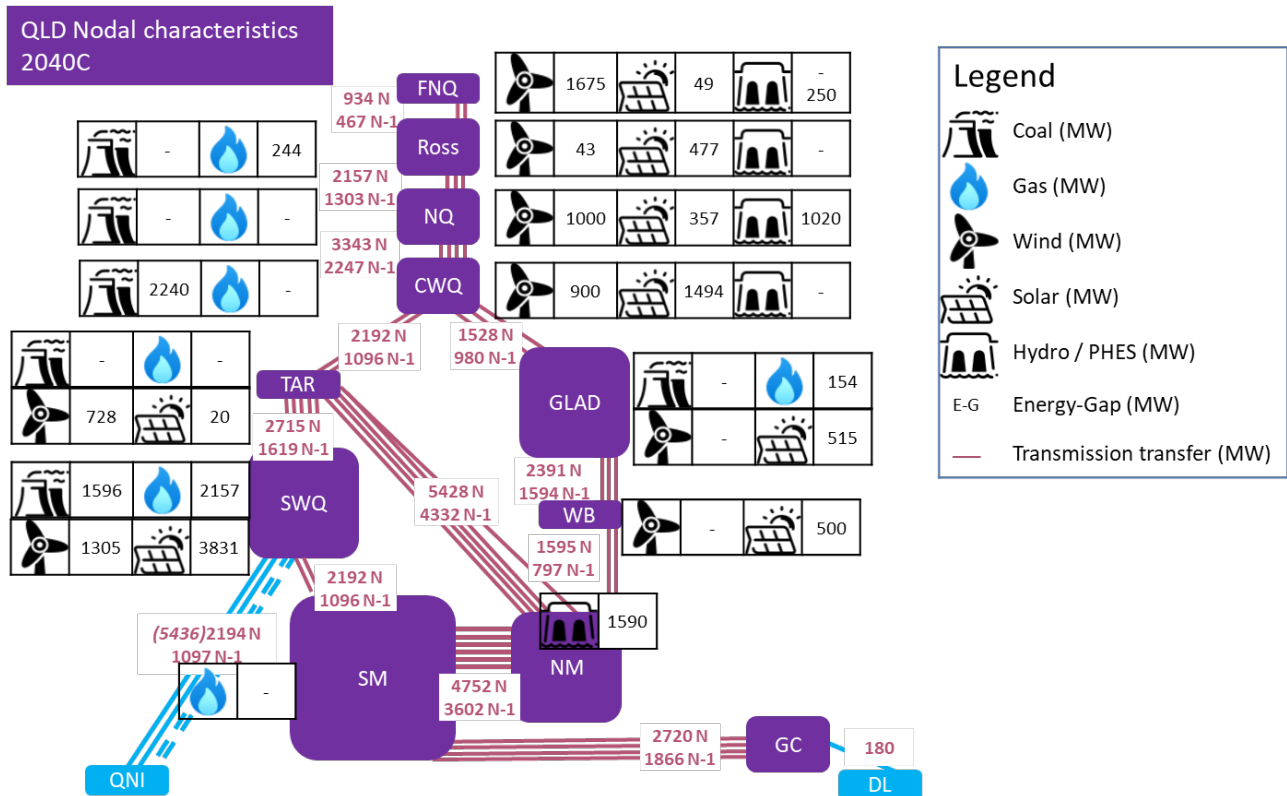 QLD Nodal characteristics
2040C
FNQ
934 N
467 N-1
1675
49
-
250
Ross
-
244
43
477
-
2157 N
1303 N-1
NQ
-
-
1000
357
1020
3343 N
2247 N-1
CWQ
2240
-
900
1494
-
2192 N
1096 N-1
1528 N
980 N-1
-
-
TAR
728
20
2715 N
1619 N-1
GLAD
-
154
-
515
1596
2157
SWQ
1305
3831
5428 N
4332 N-1
2391 N
1594 N-1
WB
-
500
1595 N
797 N-1
2192 N
1096 N-1
(5436)2194 N
1097 N-1
-
SM
4752 N
3602 N-1
1590
NM
2720 N
1866 N-1
GC
180
QNI
DL
Legend
Coal (MW)
Gas (MW)
Wind (MW)
Solar (MW)
Hydro / PHES (MW)
E-G Energy-Gap (MW)
Transmission transfer (MW)